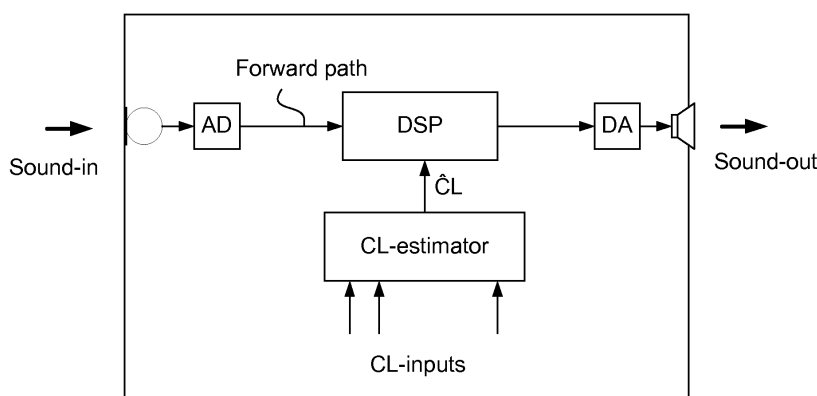 Forward path
AD
DSP
DA
Sound-in
Sound-out
ĈL
CL-estimator
CL-inputs